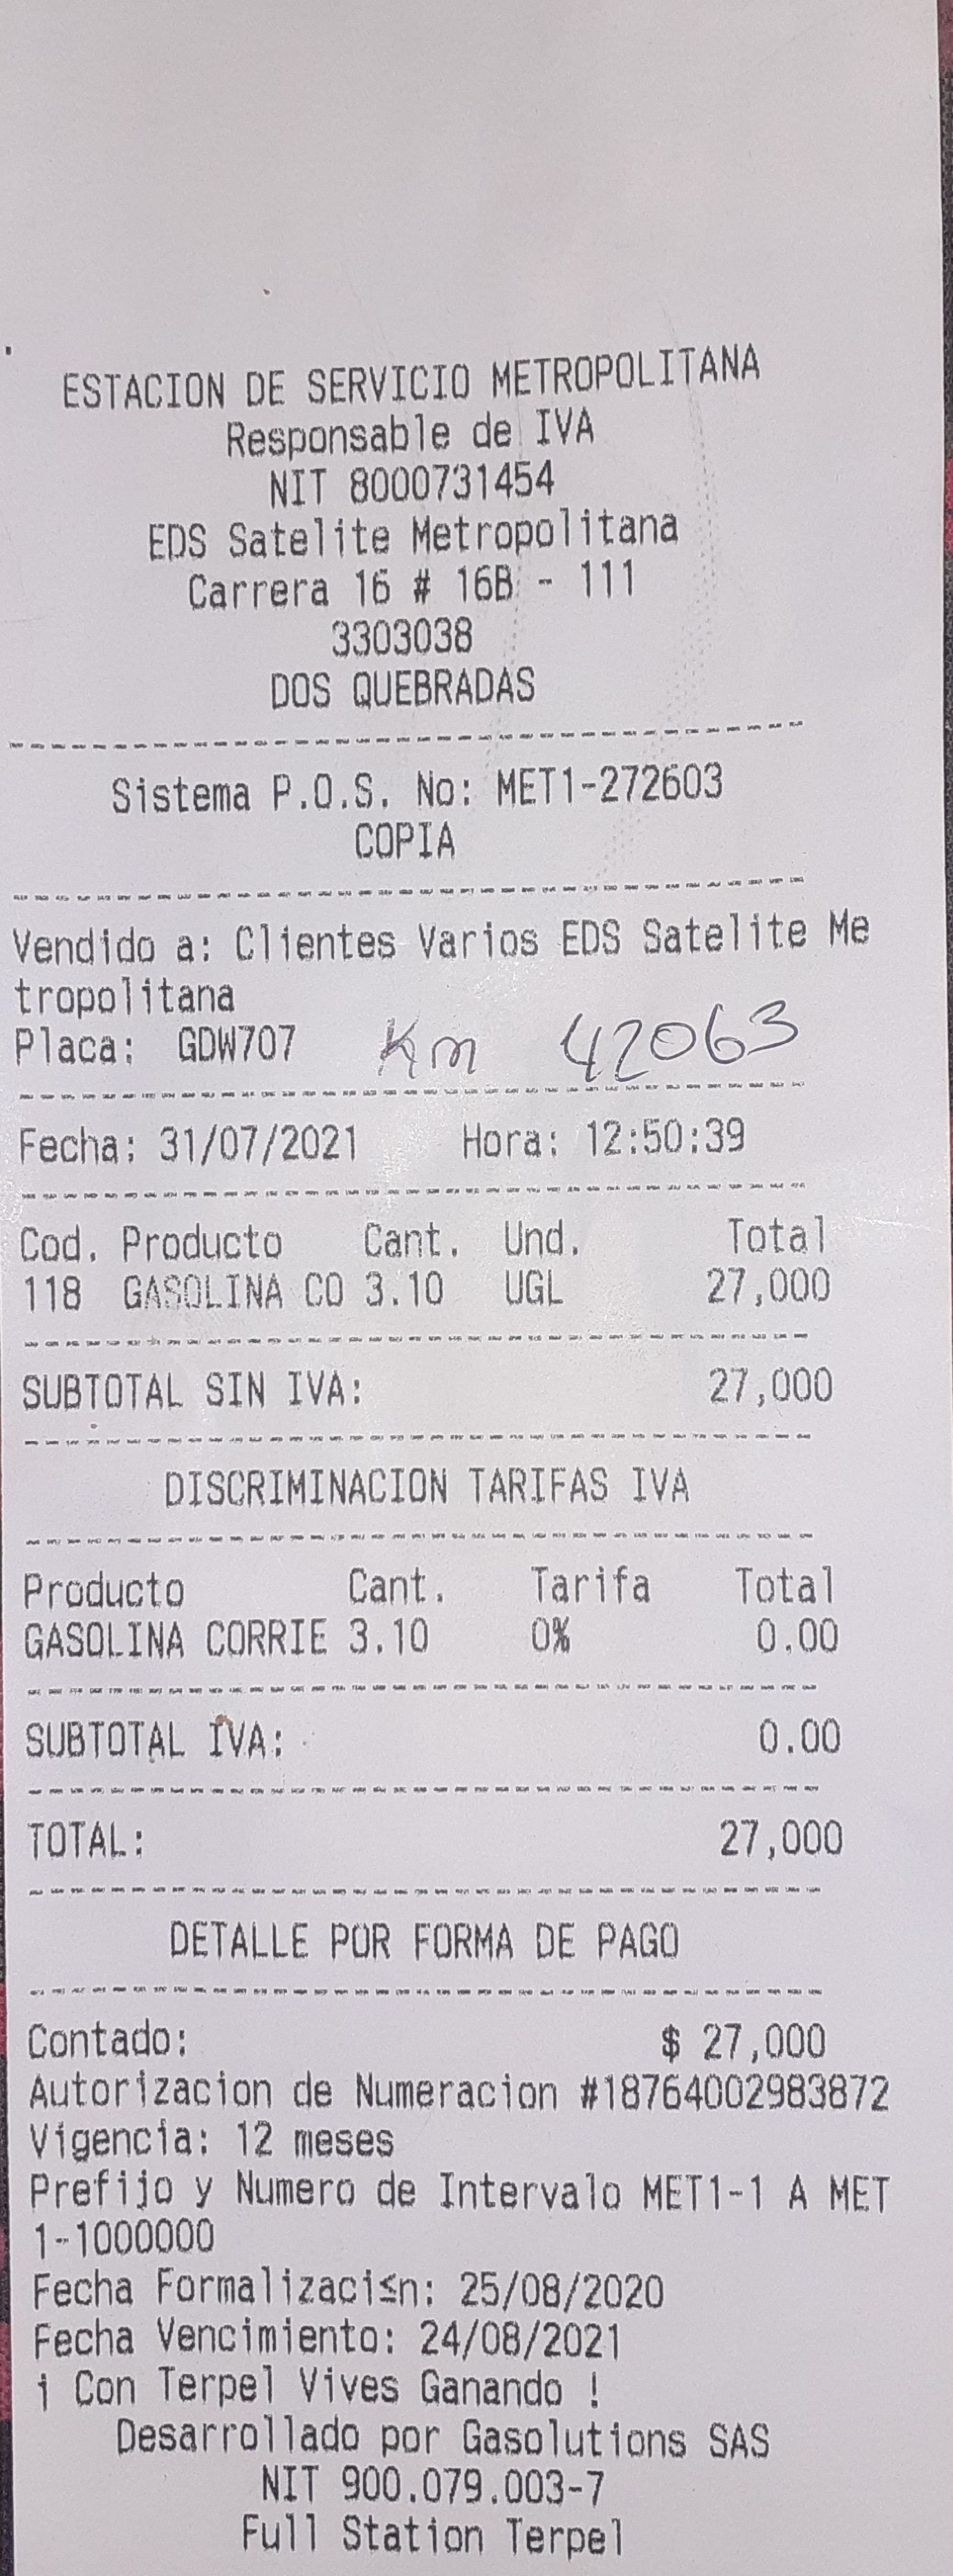 ESTACION DE SERVICIO METROPOLITANA
Responsable de IVA
NIT 8000731454
EDS Satelite Metropolitana
Carrera 16 # 16B - 111
3303038
DOS QUEBRADAS
Sistema P.O.S. No: MET1-272603
COPIA
Vendido a: Clientes Varios EDS Satelite Me
tropolitana
Placa: GDW707 Km 42063
Fecha: 31/07/2021 Hora: 12:50:39
Cod. Producto Cant. Und. Total
118 GASOLINA CO 3.10 UGL 27,000
SUBTOTAL SIN IVA: 27,000
DISCRIMINACION TARIFAS IVA
Producto Cant. Tarifa Total
GASOLINA CORRIE 3.10 0% 0.00
SUBTOTAL IVA: 0.00
TOTAL: 27,000
DETALLE POR FORMA DE PAGO
Contado: $ 27,000
Autorizacion de Numeracion #18764002983872
Vigencia: 12 meses
Prefijo y Numero de Intervalo MET1-1 A MET
1-1000000
Fecha Formalizaci≤n: 25/08/2020
Fecha Vencimiento: 24/08/2021
¡ Con Terpel Vives Ganando !
Desarrollado por Gasolutions SAS
NIT 900.079.003-7
Full Station Terpel